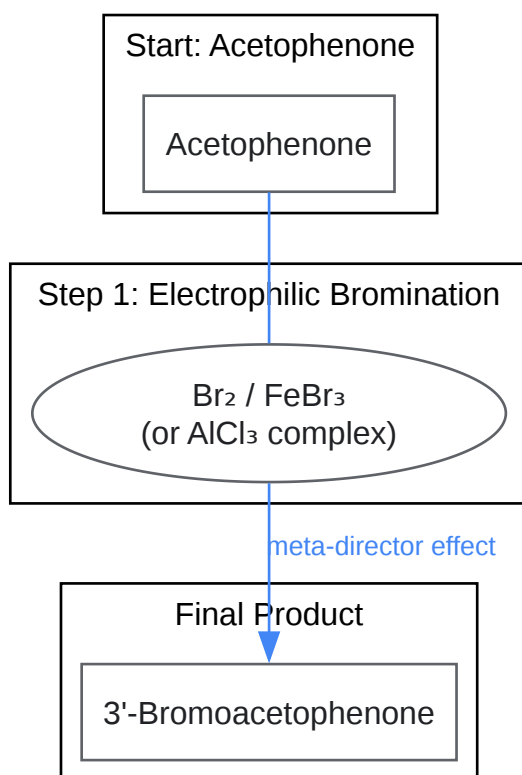 Start: Acetophenone
Acetophenone
Step 1: Electrophilic Bromination
Br₂ / FeBr₃
(or AlCl₃ complex)
meta-director effect
Final Product
3'-Bromoacetophenone